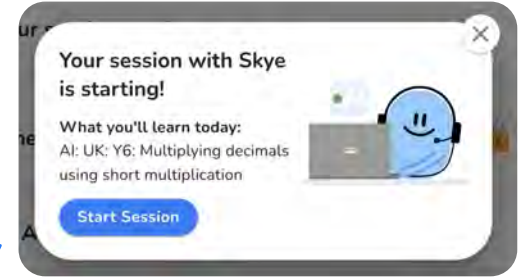 Your session with Skye
is starting!
What you'll learn today:
AI: UK: Y6: Multiplying decimals
using short multiplication
Start Session